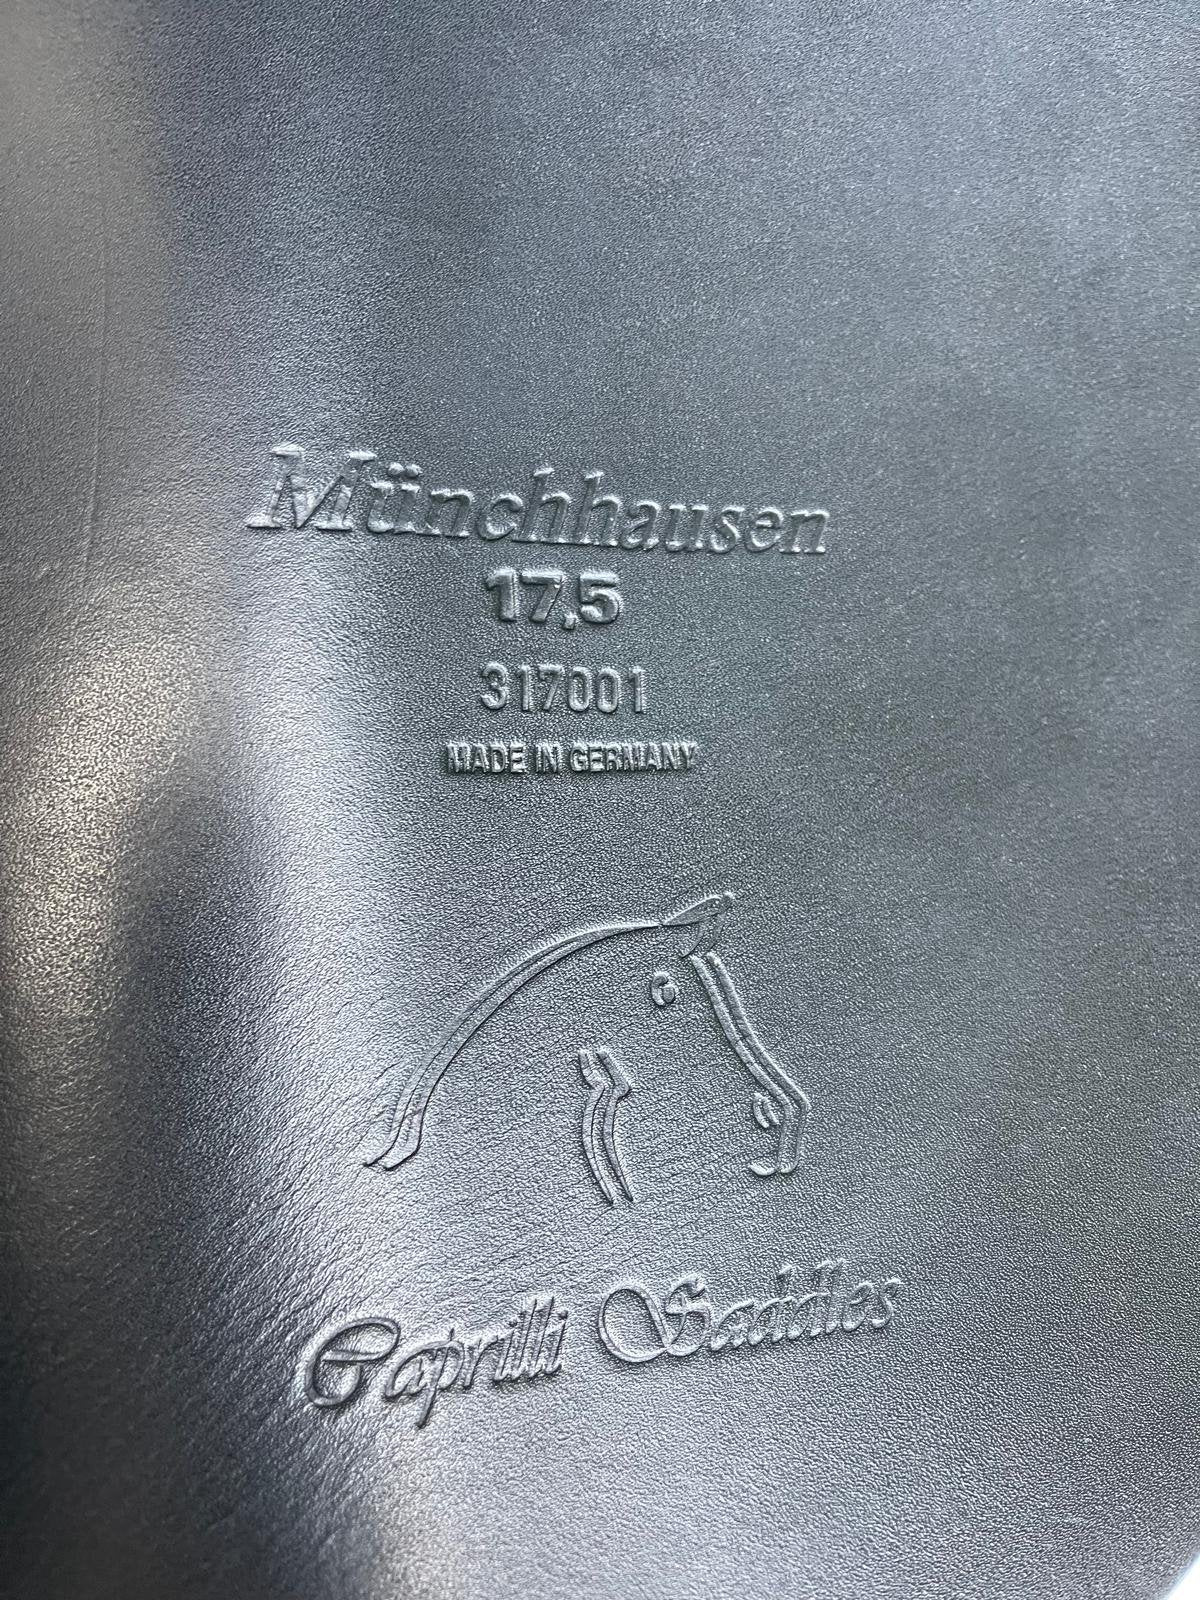 Münchhausen
17,5
317001
MADE IN GERMANY
Caprilli Saddles